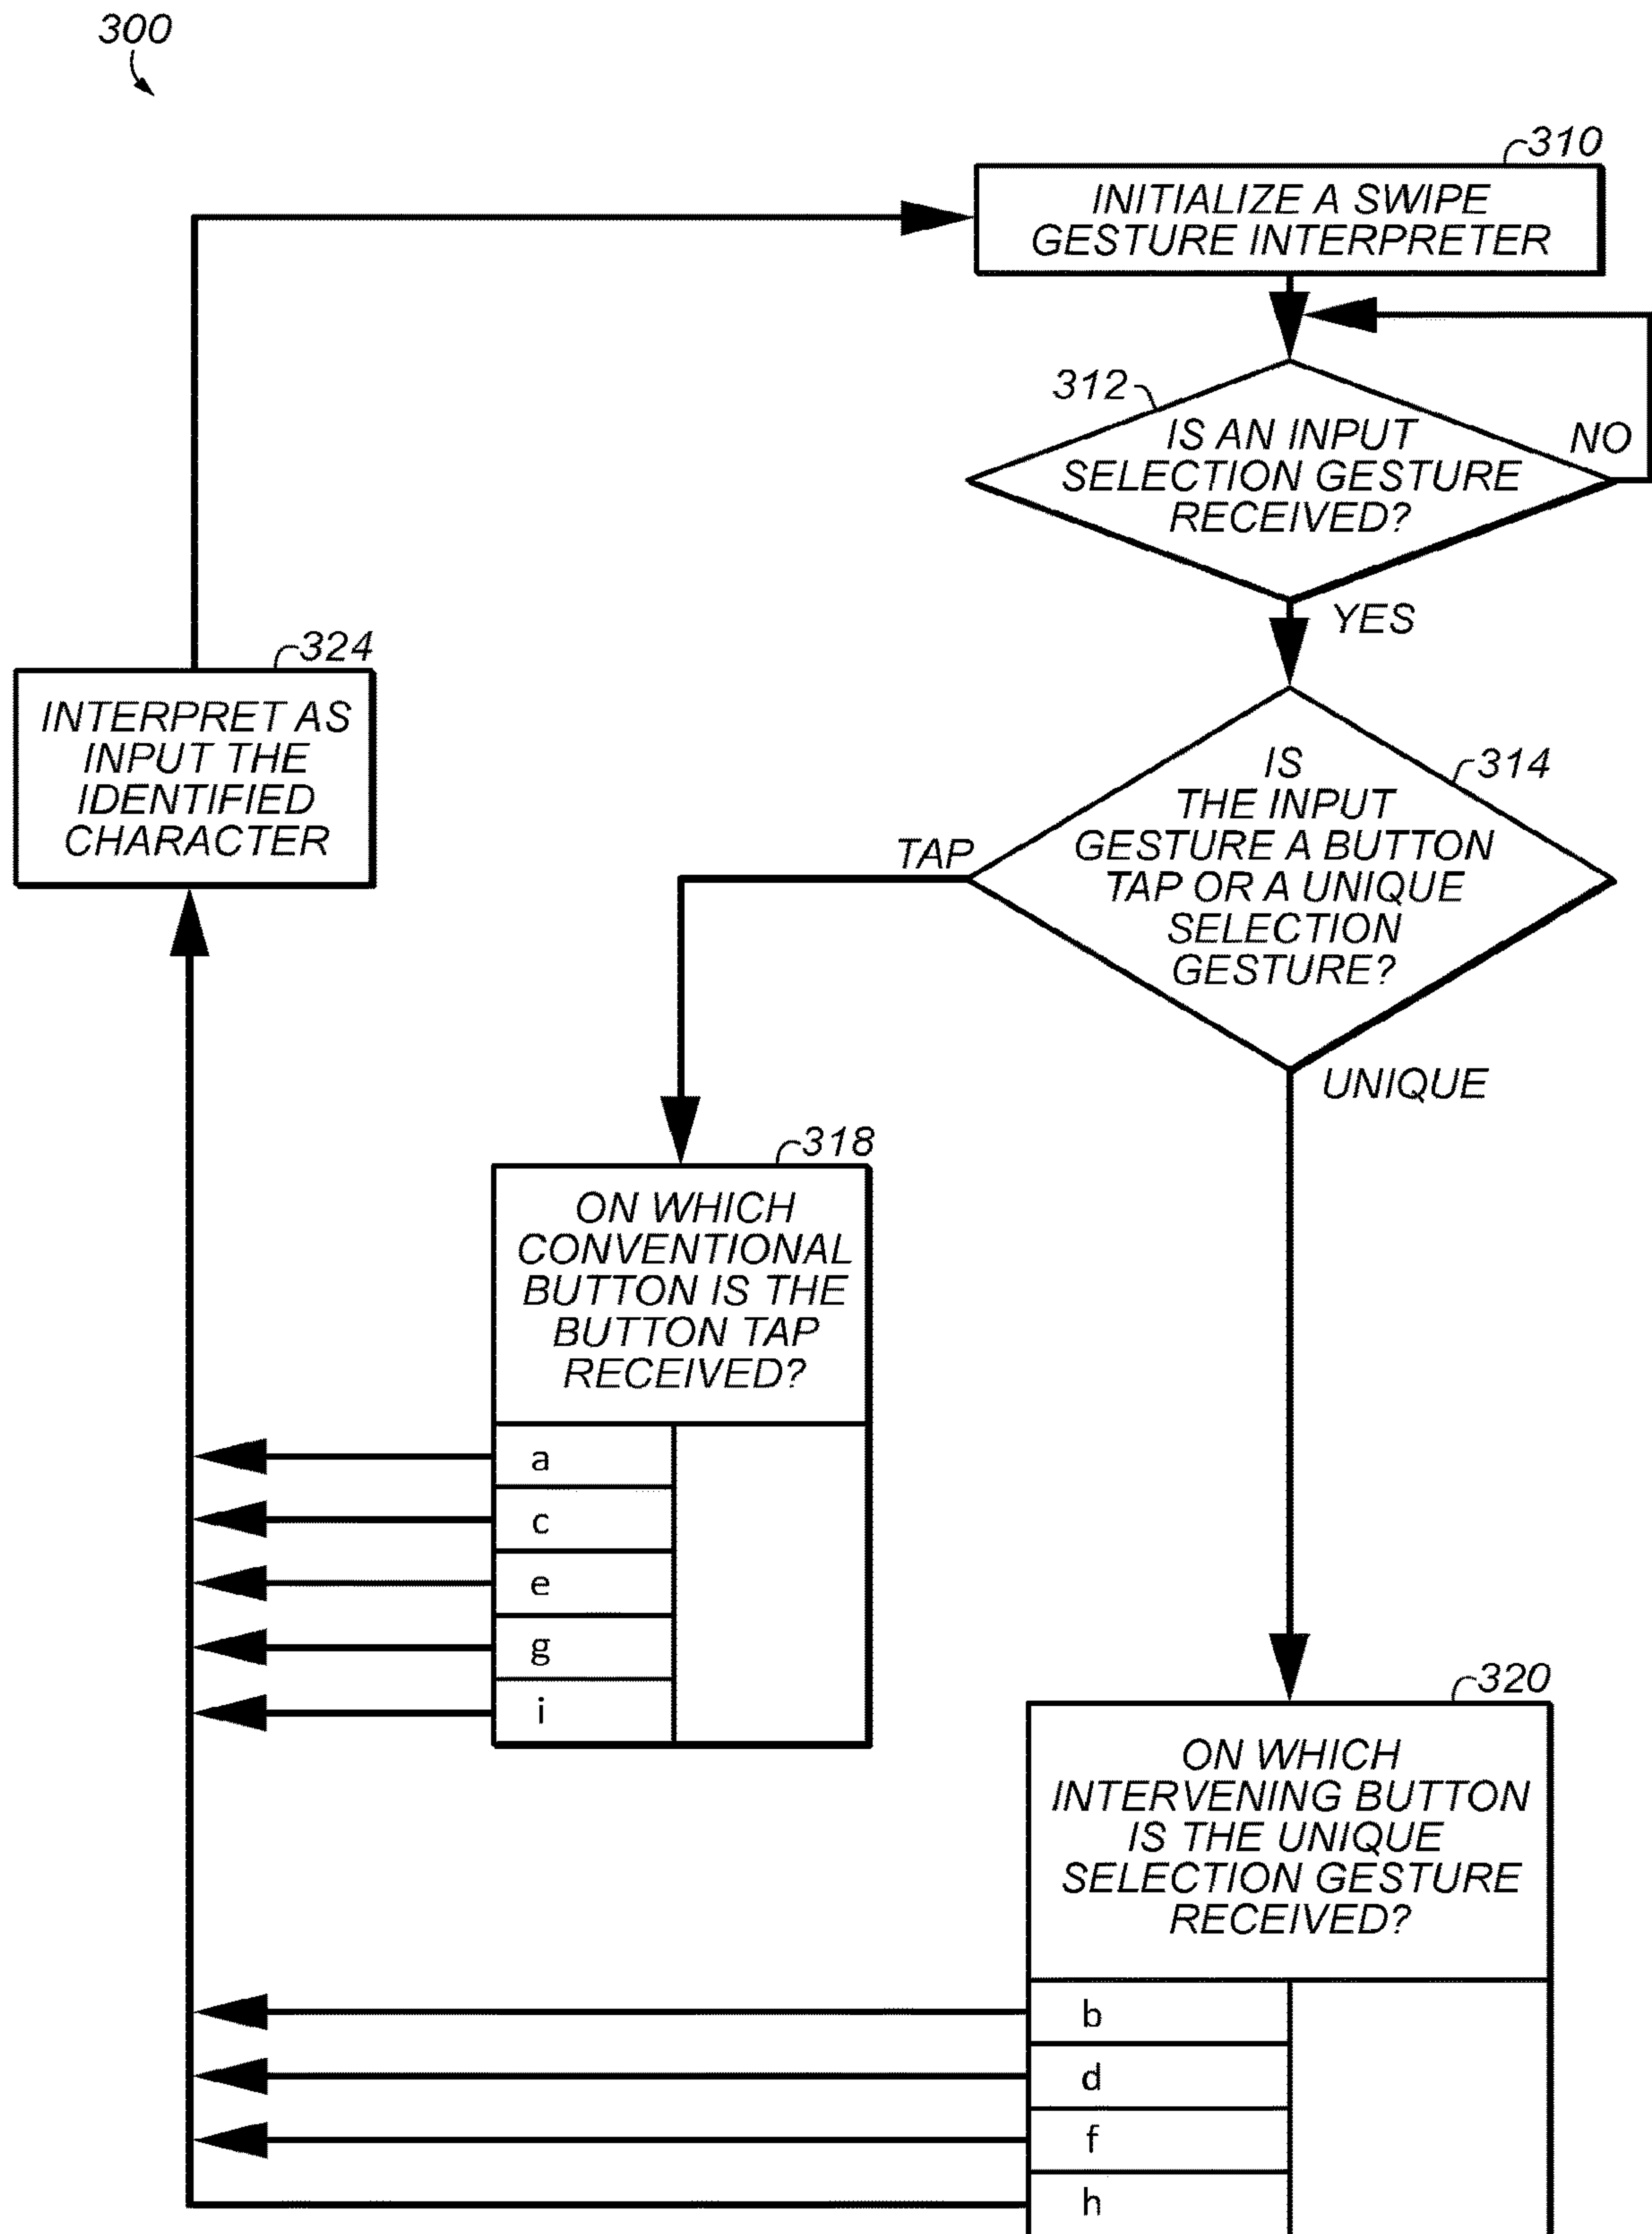 300
310
INITIALIZE A SWIPE
GESTURE INTERPRETER
312
IS AN INPUT
SELECTION GESTURE
RECEIVED?
NO
YES
324
INTERPRET AS
INPUT THE
IDENTIFIED
CHARACTER
314
IS
THE INPUT
GESTURE A BUTTON
TAP OR A UNIQUE
SELECTION
GESTURE?
TAP
UNIQUE
318
ON WHICH
CONVENTIONAL
BUTTON IS THE
BUTTON TAP
RECEIVED?
a
c
e
g
i
320
ON WHICH
INTERVENING BUTTON
IS THE UNIQUE
SELECTION GESTURE
RECEIVED?
b
d
f
h